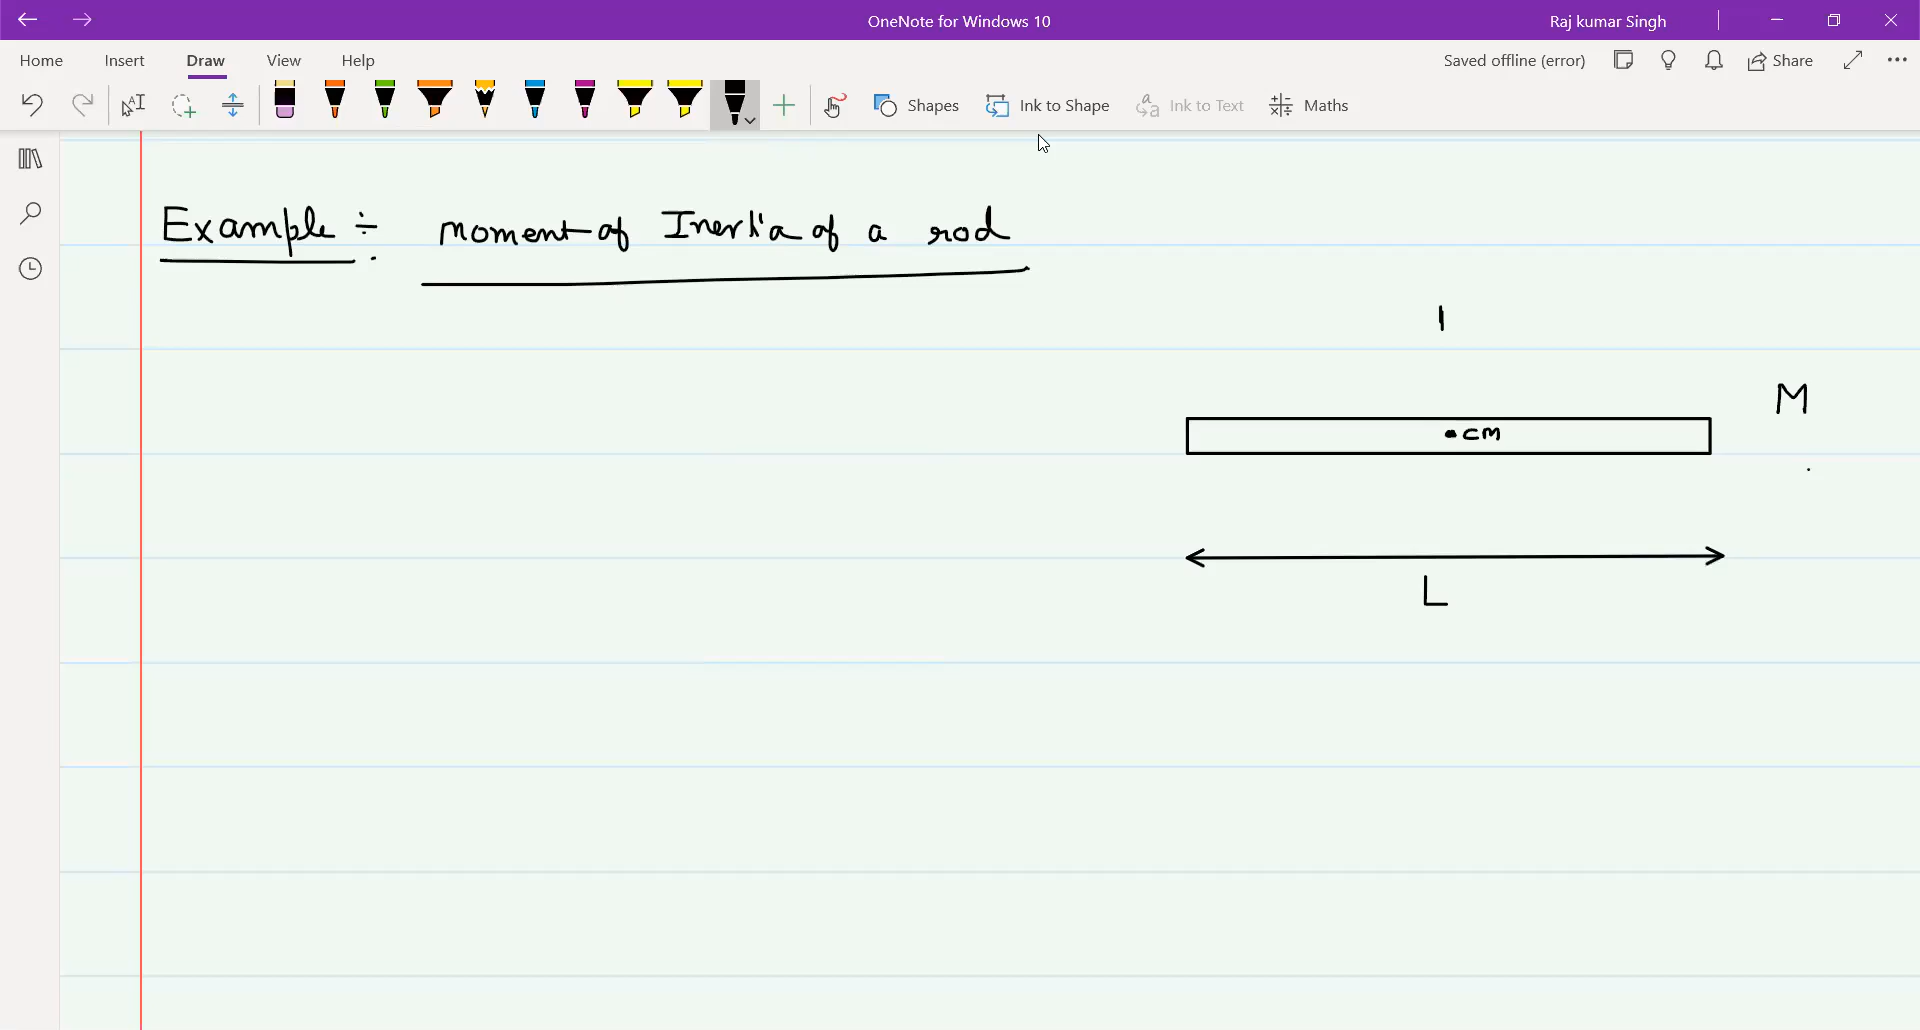 OneNote for Windows 10
Raj kumar Singh
Home Insert Draw View Help
Saved offline (error)
Share
Shapes
Ink to Shape
Ink to Text
Maths
Example ÷ moment of Inertia of a rod
M
cm
L